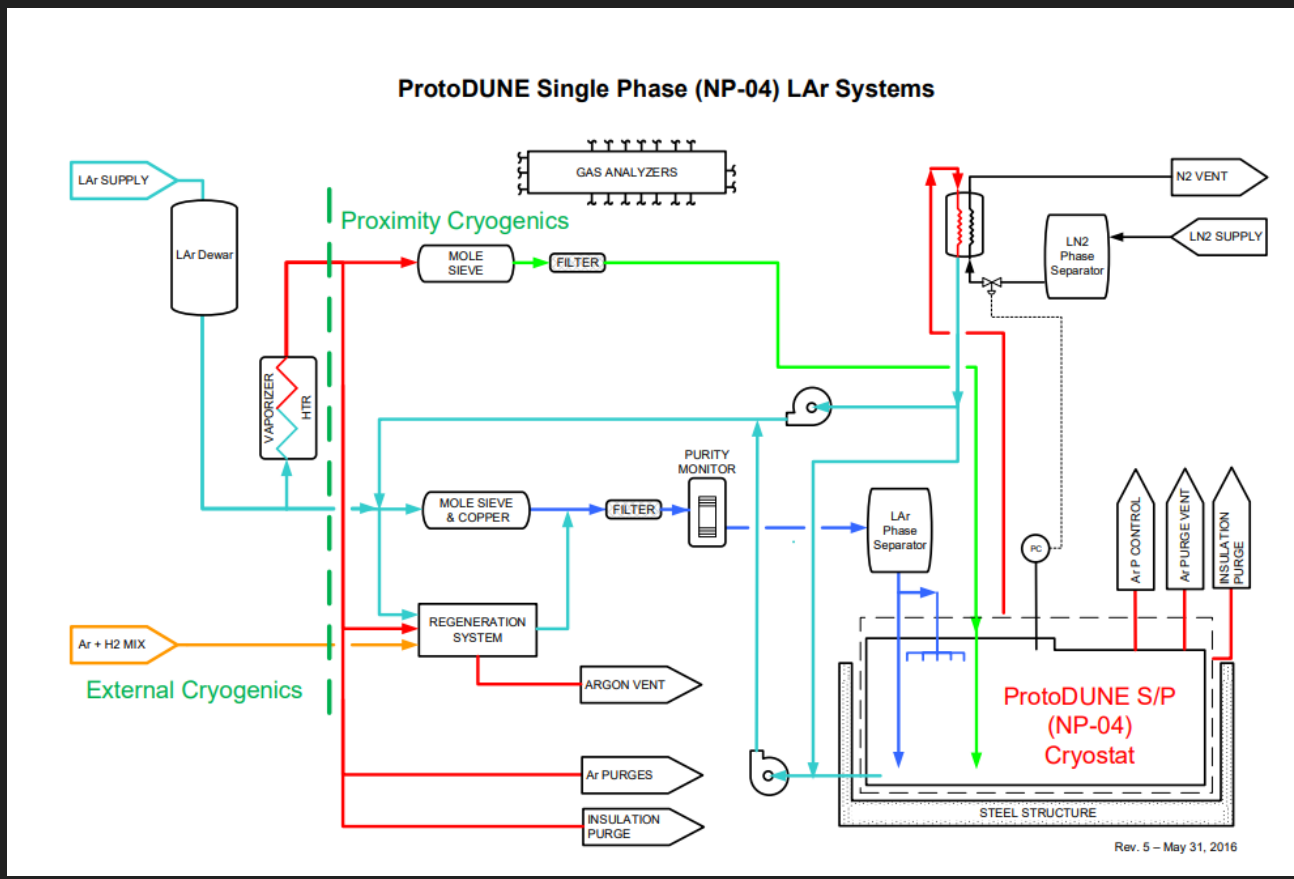 ProtoDUNE Single Phase (NP-04) LAr Systems
GAS ANALYZERS
LAr SUPPLY
N2 VENT
Proximity Cryogenics
LN2 SUPPLY
LN2
Phase
Separator
LAr Dewar
MOLE
SIEVE
FILTER
VAPORIZER
HTR
PURITY
MONITOR
MOLE SIEVE
& COPPER
FILTER
LAr
Phase
Separator
PC
Ar P CONTROL
Ar PURGE VENT
INSULATION
PURGE
REGENERATION
SYSTEM
Ar + H2 MIX
External Cryogenics
ARGON VENT
ProtoDUNE S/P
(NP-04)
Cryostat
Ar PURGES
INSULATION
PURGE
STEEL STRUCTURE
Rev. 5 – May 31, 2016